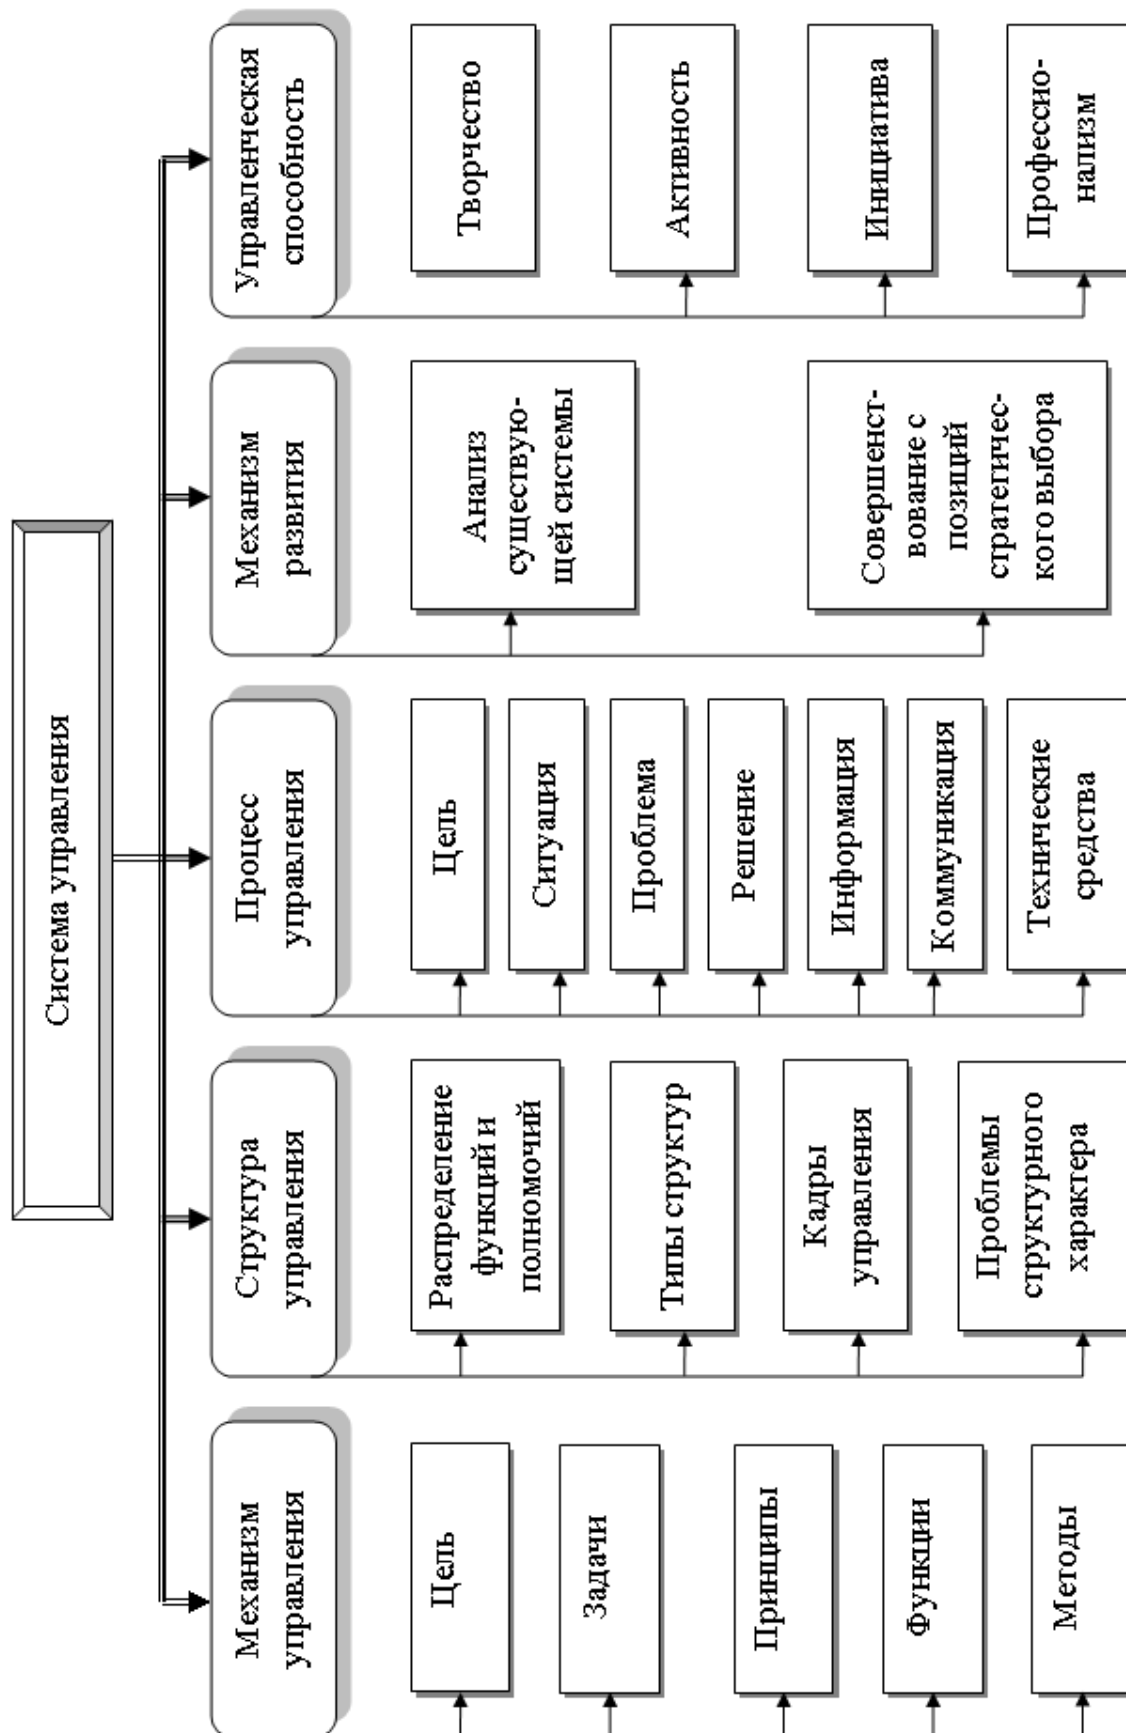 Система управления
Механизм
управления
Цель
Задачи
Принципы
Функции
Методы
Структура
управления
Распределение
функций и
полномочий
Типы структур
Кадры
управления
Проблемы
структурного
характера
Процесс
управления
Цель
Ситуация
Проблема
Решение
Информация
Коммуникация
Технические
средства
Механизм
развития
Анализ
существую-
щей системы
Совершенст-
вование с
позиций
стратегичес-
кого выбора
Управленческая
способность
Творчество
Активность
Инициатива
Профессио-
нализм